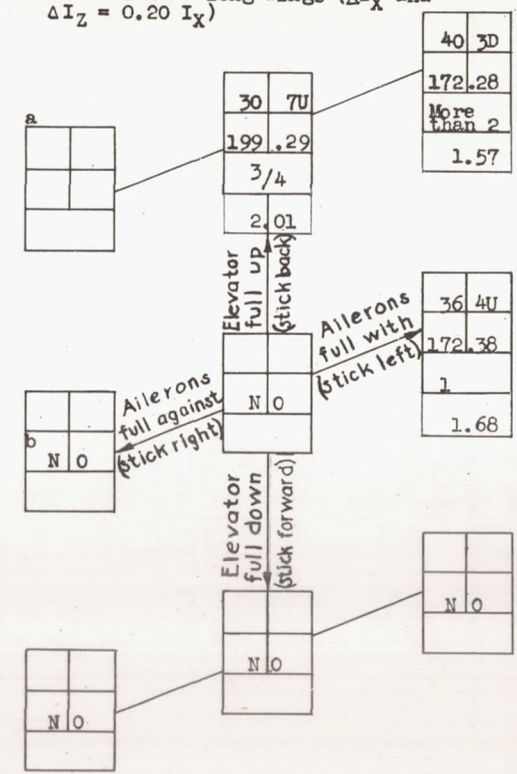 ΔI_Z = 0.20 I_X)
40 3D
172 .28
More
than 2
1.57
30 7U
199 .29
3/4
2.01
a
Elevator
full up
(stick back)
Ailerons
full with
(stick left)
36 4U
172 .38
1
1.68
N O
Ailerons
full against
(stick right)
b
N O
Elevator
full down
(stick forward)
N O
N O
N O